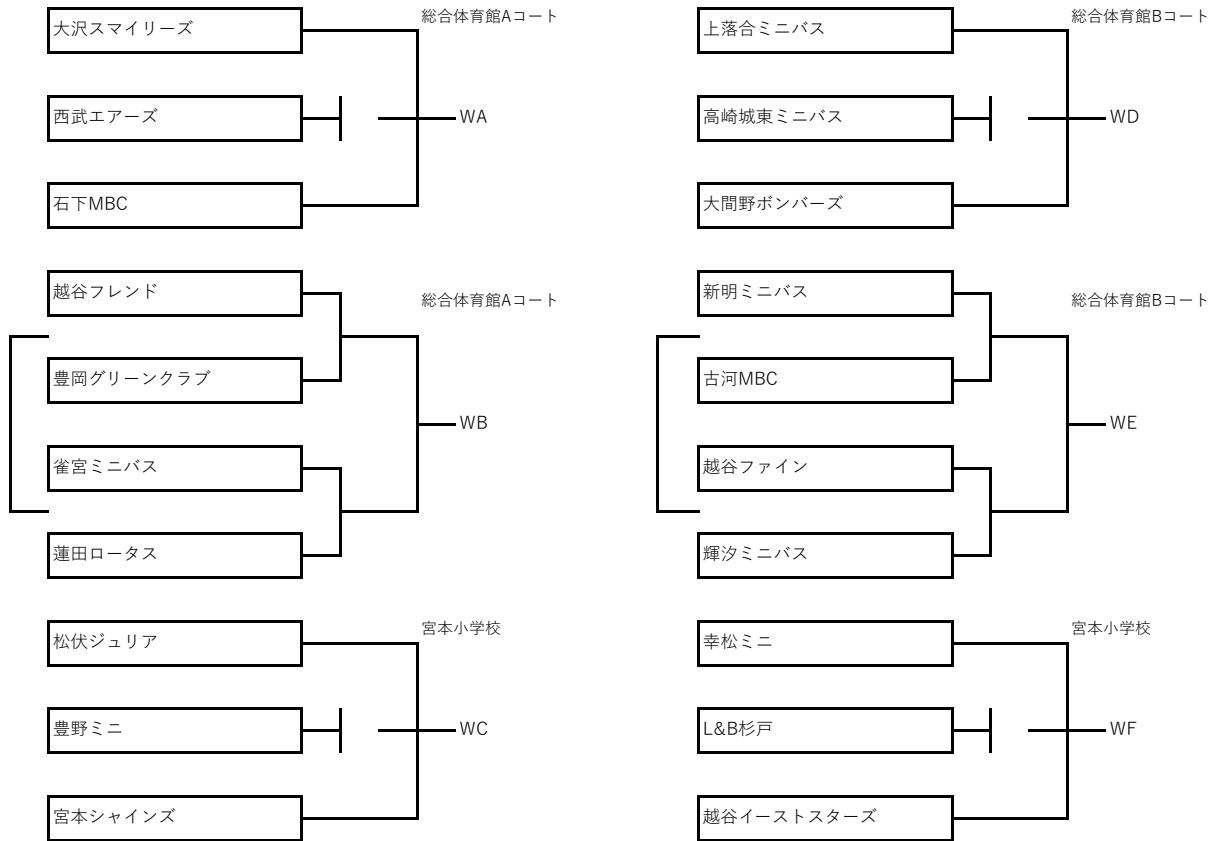 総合体育館Aコート
大沢スマイリーズ
西武エアーズ
WA
石下MBC
総合体育館Bコート
上落合ミニバス
高崎城東ミニバス
WD
大間野ボンバーズ
越谷フレンド
総合体育館Aコート
豊岡グリーンクラブ
WB
雀宮ミニバス
蓮田ロータス
新明ミニバス
総合体育館Bコート
古河MBC
WE
越谷ファイン
輝汐ミニバス
松伏ジュリア
宮本小学校
豊野ミニ
WC
宮本シャインズ
幸松ミニ
宮本小学校
L&B杉戸
WF
越谷イーストスターズ